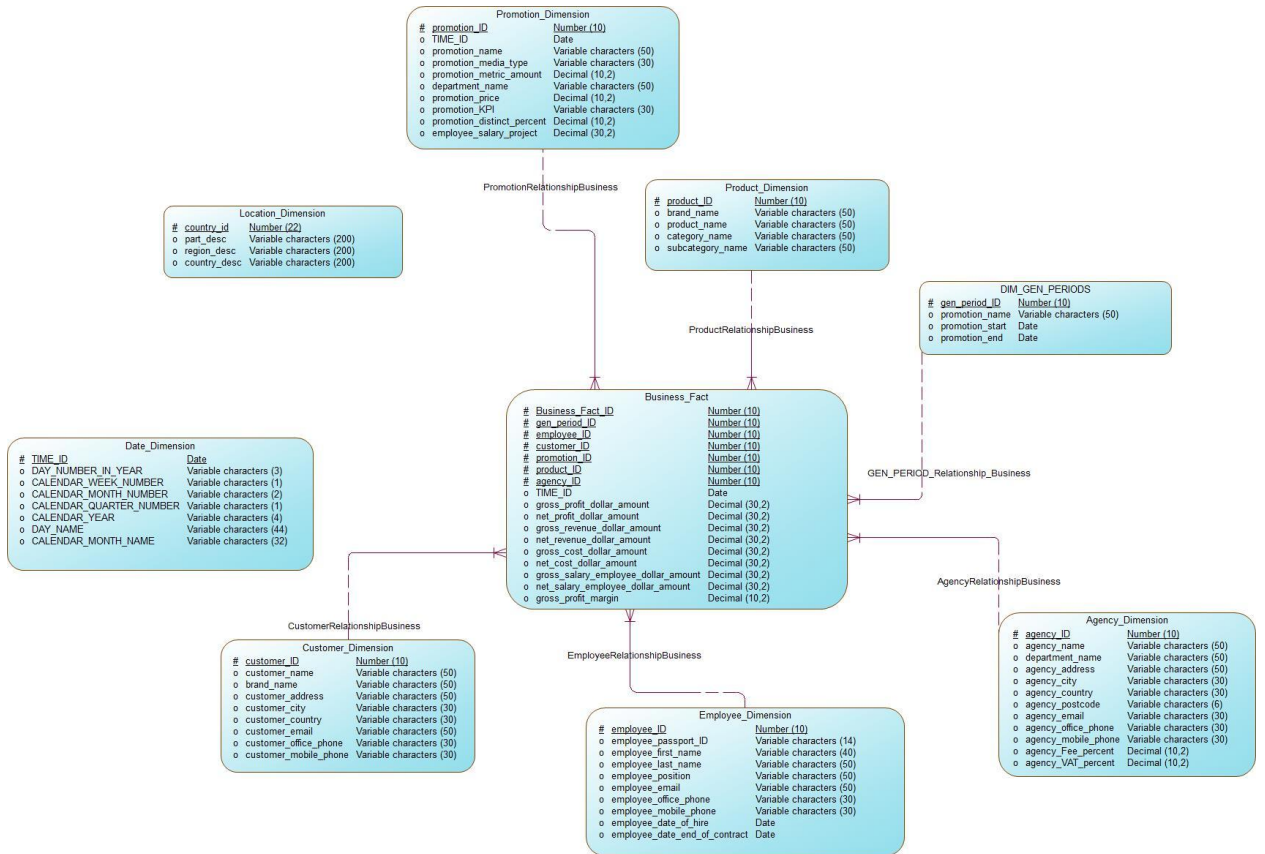 Promotion_Dimension
# promotion_ID Number (10)
o TIME_ID Date
o promotion_name Variable characters (50)
o promotion_media_type Variable characters (30)
o promotion_metric_amount Decimal (10,2)
o department_name Variable characters (50)
o promotion_price Decimal (10,2)
o promotion_KPI Variable characters (30)
o promotion_distinct_percent Decimal (10,2)
o employee_salary_project Decimal (30,2)
PromotionRelationshipBusiness
Product_Dimension
# product_ID Number (10)
o brand_name Variable characters (50)
o product_name Variable characters (50)
o category_name Variable characters (50)
o subcategory_name Variable characters (50)
Location_Dimension
# country_id Number (22)
o part_desc Variable characters (200)
o region_desc Variable characters (200)
o country_desc Variable characters (200)
DIM_GEN_PERIODS
# gen_period_ID Number (10)
o promotion_name Variable characters (50)
o promotion_start Date
o promotion_end Date
ProductRelationshipBusiness
Business_Fact
# Business_Fact_ID Number (10)
# gen_period_ID Number (10)
# employee_ID Number (10)
# customer_ID Number (10)
# promotion_ID Number (10)
# product_ID Number (10)
# agency_ID Number (10)
o TIME_ID Date
o gross_profit_dollar_amount Decimal (30,2)
o net_profit_dollar_amount Decimal (30,2)
o gross_revenue_dollar_amount Decimal (30,2)
o net_revenue_dollar_amount Decimal (30,2)
o gross_cost_dollar_amount Decimal (30,2)
o net_cost_dollar_amount Decimal (30,2)
o gross_salary_employee_dollar_amount Decimal (30,2)
o net_salary_employee_dollar_amount Decimal (30,2)
o gross_profit_margin Decimal (10,2)
Date_Dimension
# TIME_ID Date
o DAY_NUMBER_IN_YEAR Variable characters (3)
o CALENDAR_WEEK_NUMBER Variable characters (1)
o CALENDAR_MONTH_NUMBER Variable characters (2)
o CALENDAR_QUARTER_NUMBER Variable characters (1)
o CALENDAR_YEAR Variable characters (4)
o DAY_NAME Variable characters (44)
o CALENDAR_MONTH_NAME Variable characters (32)
GEN_PERIOD_Relationship_Business
AgencyRelationshipBusiness
CustomerRelationshipBusiness
Customer_Dimension
# customer_ID Number (10)
o customer_name Variable characters (50)
o brand_name Variable characters (50)
o customer_address Variable characters (50)
o customer_city Variable characters (30)
o customer_country Variable characters (30)
o customer_email Variable characters (50)
o customer_office_phone Variable characters (30)
o customer_mobile_phone Variable characters (30)
EmployeeRelationshipBusiness
Employee_Dimension
# employee_ID Number (10)
o employee_passport_ID Variable characters (14)
o employee_first_name Variable characters (40)
o employee_last_name Variable characters (50)
o employee_position Variable characters (50)
o employee_email Variable characters (50)
o employee_office_phone Variable characters (30)
o employee_mobile_phone Variable characters (30)
o employee_date_of_hire Date
o employee_date_end_of_contract Date
Agency_Dimension
# agency_ID Number (10)
o agency_name Variable characters (50)
o department_name Variable characters (50)
o agency_address Variable characters (50)
o agency_city Variable characters (30)
o agency_country Variable characters (30)
o agency_postcode Variable characters (6)
o agency_email Variable characters (30)
o agency_office_phone Variable characters (30)
o agency_mobile_phone Variable characters (30)
o agency_Fee_percent Decimal (10,2)
o agency_VAT_percent Decimal (10,2)